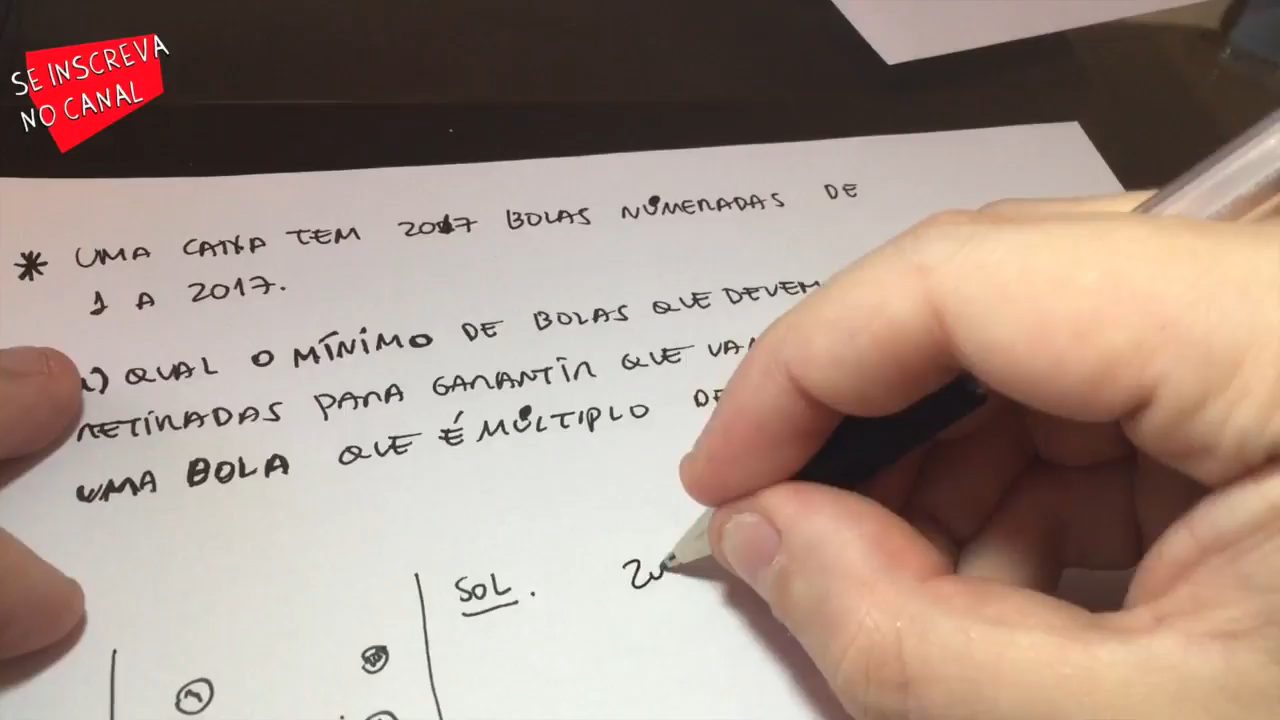 SE INSCREVA
NO CANAL
* UMA CAIXA TEM 2017 BOLAS NUMERADAS DE
1 A 2017.
a) QUAL O MÍNIMO DE BOLAS QUE DEVEM
RETIRADAS PARA GARANTIR QUE
UMA BOLA QUE É MÚLTIPLO DE
SOL.